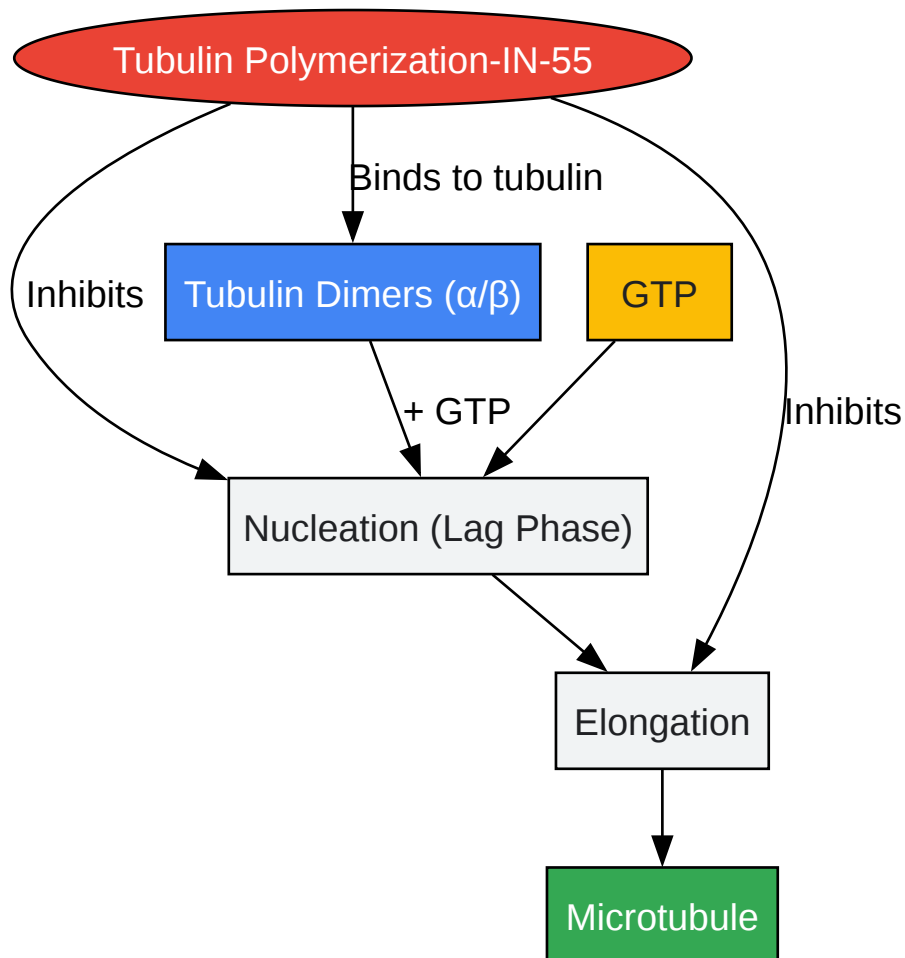 Tubulin Polymerization-IN-55
Binds to tubulin
Inhibits
Tubulin Dimers (α/β)
GTP
+ GTP
Inhibits
Nucleation (Lag Phase)
Elongation
Microtubule